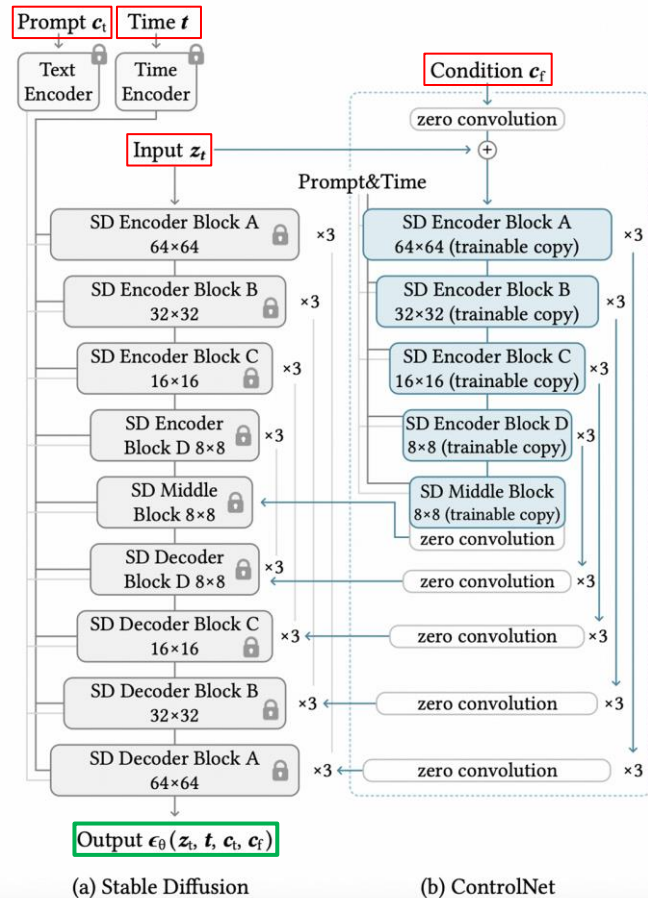 Prompt cₜ
Time t
Text
Encoder
Time
Encoder
Input zₜ
SD Encoder Block A
64×64
×3
SD Encoder Block B
32×32
×3
SD Encoder Block C
16×16
×3
SD Encoder
Block D 8×8
×3
SD Middle
Block 8×8
SD Decoder
Block D 8×8
×3
SD Decoder Block C
16×16
×3
SD Decoder Block B
32×32
×3
SD Decoder Block A
64×64
×3
Output ϵ_θ(zₜ, t, cₜ, c_f)
(a) Stable Diffusion
Condition c_f
zero convolution
+
Prompt&Time
SD Encoder Block A
64×64 (trainable copy)
×3
SD Encoder Block B
32×32 (trainable copy)
×3
SD Encoder Block C
16×16 (trainable copy)
×3
SD Encoder Block D
8×8 (trainable copy)
×3
SD Middle Block
8×8 (trainable copy)
zero convolution
zero convolution
×3
zero convolution
×3
zero convolution
×3
zero convolution
×3
(b) ControlNet